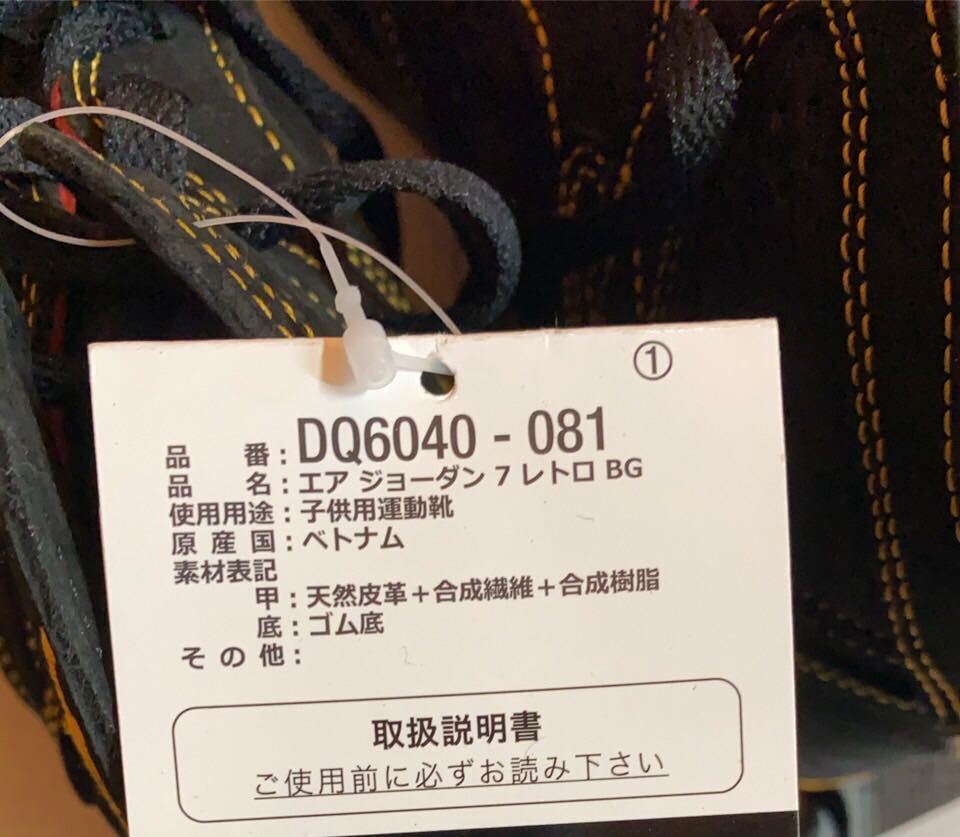 ①
品番:DQ6040 - 081
品名:エア ジョーダン 7 レトロ BG
使用用途:子供用運動靴
原産国:ベトナム
素材表記
甲:天然皮革+合成繊維+合成樹脂
底:ゴム底
その他:
取扱説明書
ご使用前に必ずお読み下さい